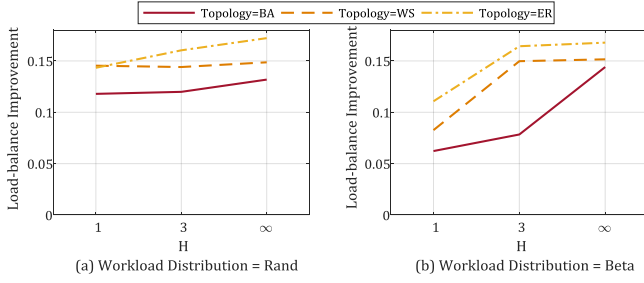 Topology=BA Topology=WS Topology=ER
Load-balance Improvement
0.15
0.1
0.05
0
1 3 ∞
H
(a) Workload Distribution = Rand
Load-balance Improvement
0.15
0.1
0.05
0
1 3 ∞
H
(b) Workload Distribution = Beta